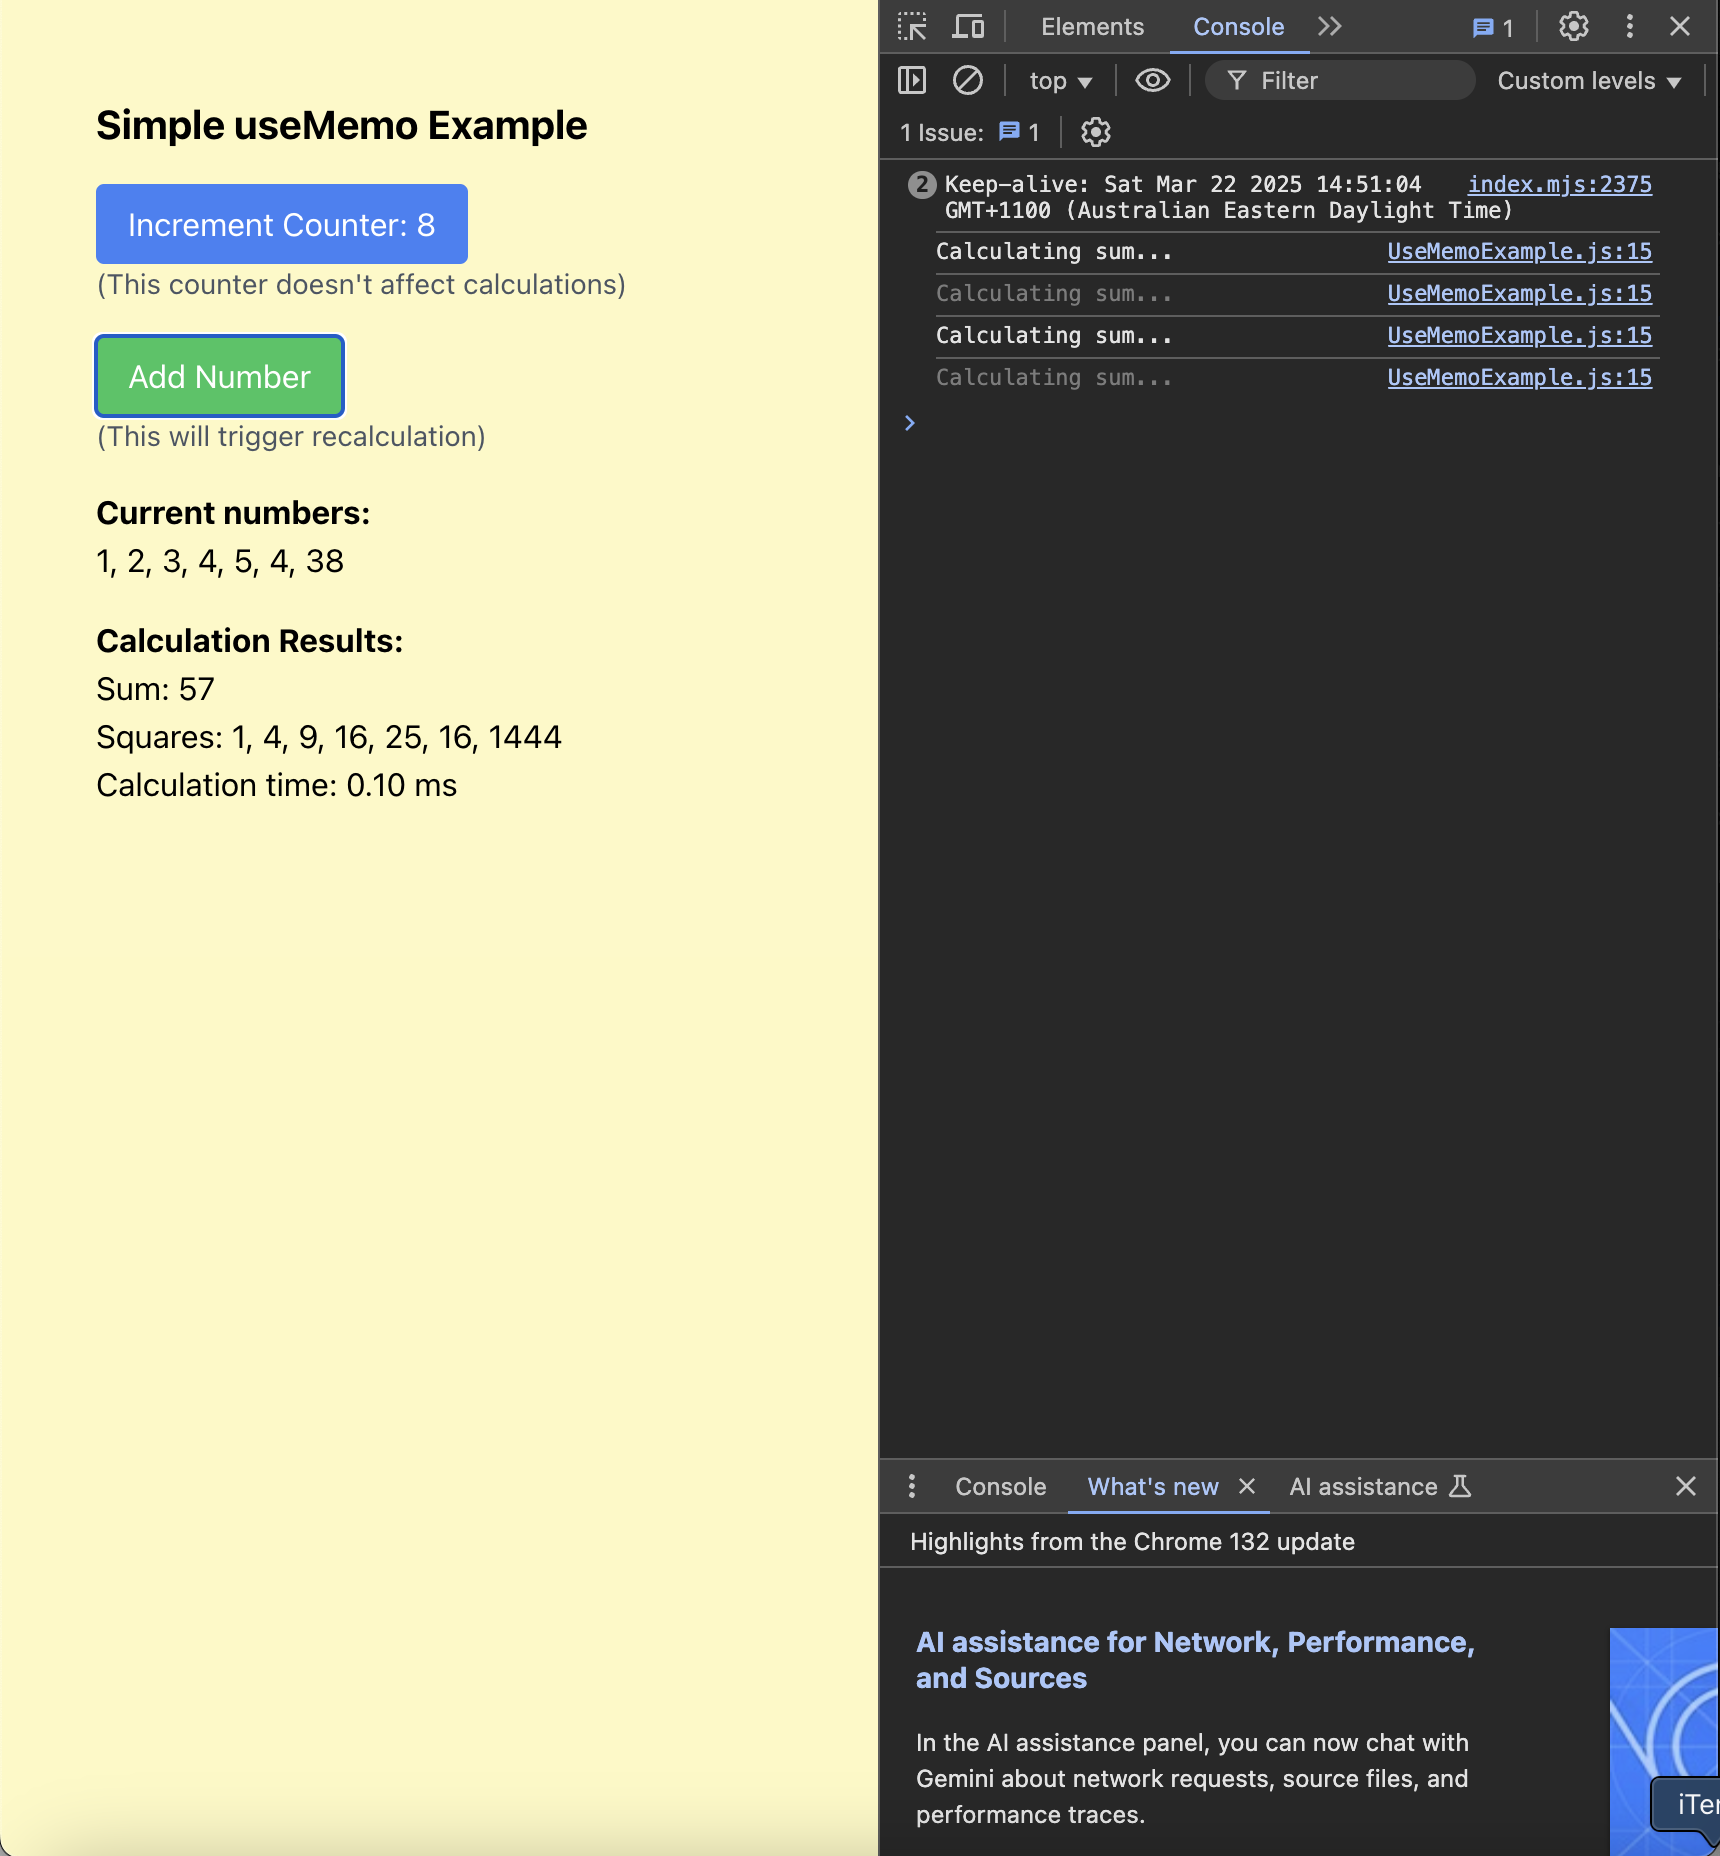 Simple useMemo Example
Increment Counter: 8
(This counter doesn't affect calculations)
Add Number
(This will trigger recalculation)
Current numbers:
1, 2, 3, 4, 5, 4, 38
Calculation Results:
Sum: 57
Squares: 1, 4, 9, 16, 25, 16, 1444
Calculation time: 0.10 ms
Elements Console 1
top Filter Custom levels
1 Issue: 1
2 Keep-alive: Sat Mar 22 2025 14:51:04 index.mjs:2375
GMT+1100 (Australian Eastern Daylight Time)
Calculating sum... UseMemoExample.js:15
Calculating sum... UseMemoExample.js:15
Calculating sum... UseMemoExample.js:15
Calculating sum... UseMemoExample.js:15
Console What's new AI assistance
Highlights from the Chrome 132 update
AI assistance for Network, Performance,
and Sources
In the AI assistance panel, you can now chat with
Gemini about network requests, source files, and
performance traces.